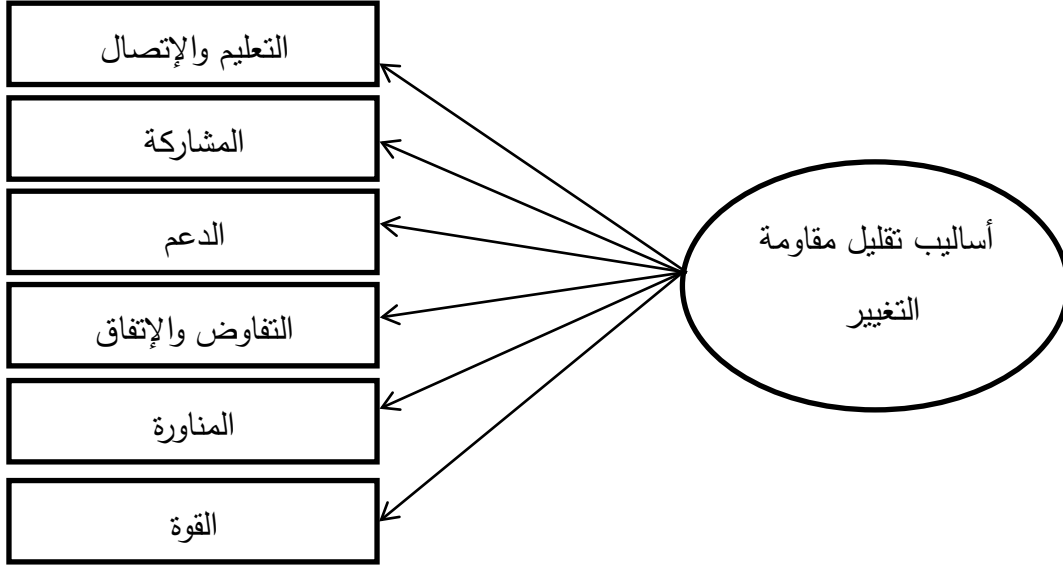 أساليب تقليل مقاومة
التغيير
التعليم والإتصال
المشاركة
الدعم
التفاوض والإتفاق
المناورة
القوة